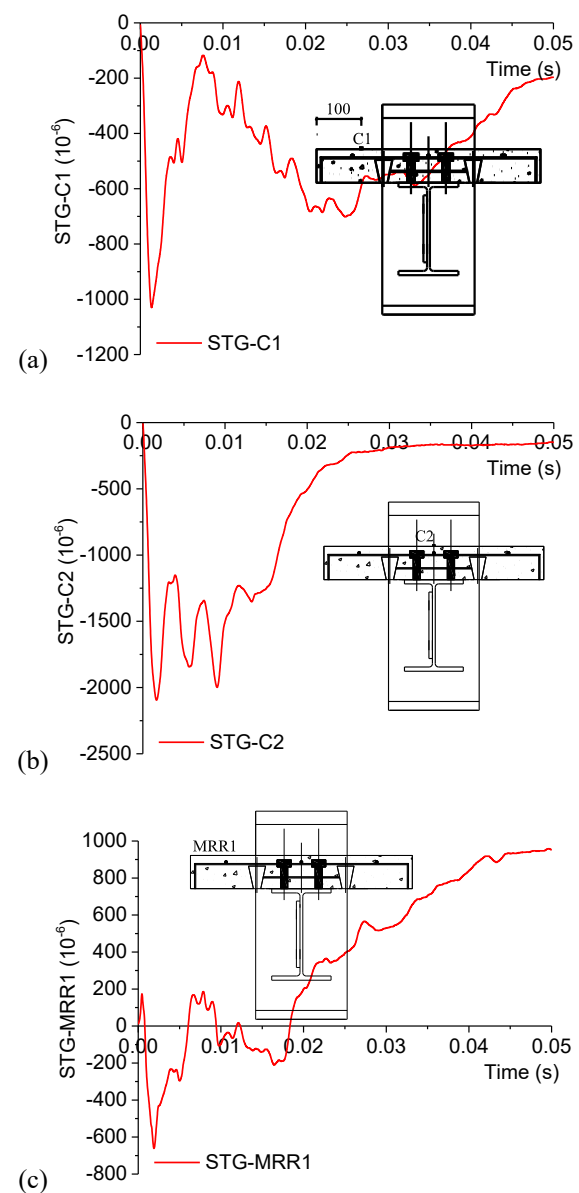 0
0.00 0.01 0.02 0.03 0.04 0.05
Time (s)
-200
-400
-600
-800
-1000
-1200
STG-C1 (10⁻⁶)
100
C1
STG-C1
(a)
0
0.00 0.01 0.02 0.03 0.04 0.05
Time (s)
-500
-1000
-1500
-2000
-2500
STG-C2 (10⁻⁶)
C2
STG-C2
(b)
1000
800
600
400
200
0
-200
-400
-600
-800
STG-MRR1 (10⁻⁶)
MRR1
0.00 0.01 0.02 0.03 0.04 0.05
Time (s)
STG-MRR1
(c)